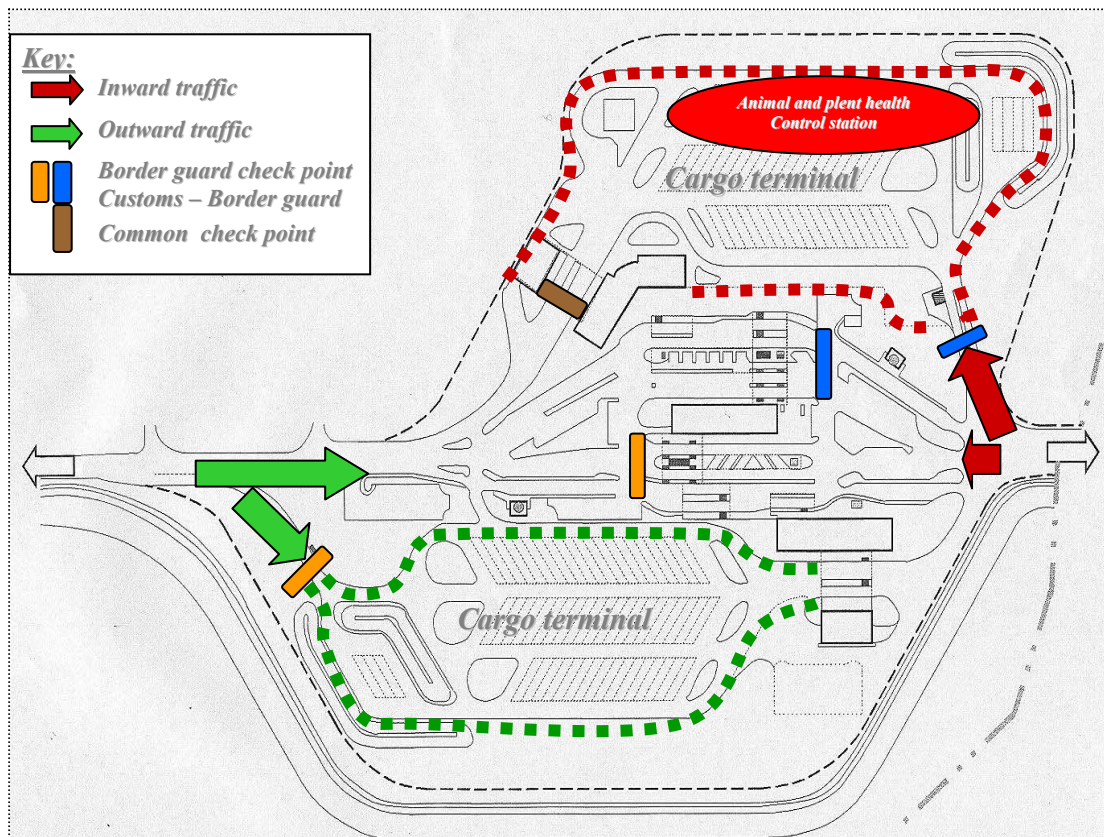 Key:
Inward traffic
Outward traffic
Border guard check point
Customs – Border guard
Common check point
Animal and plent health
Control station
Cargo terminal
Cargo terminal